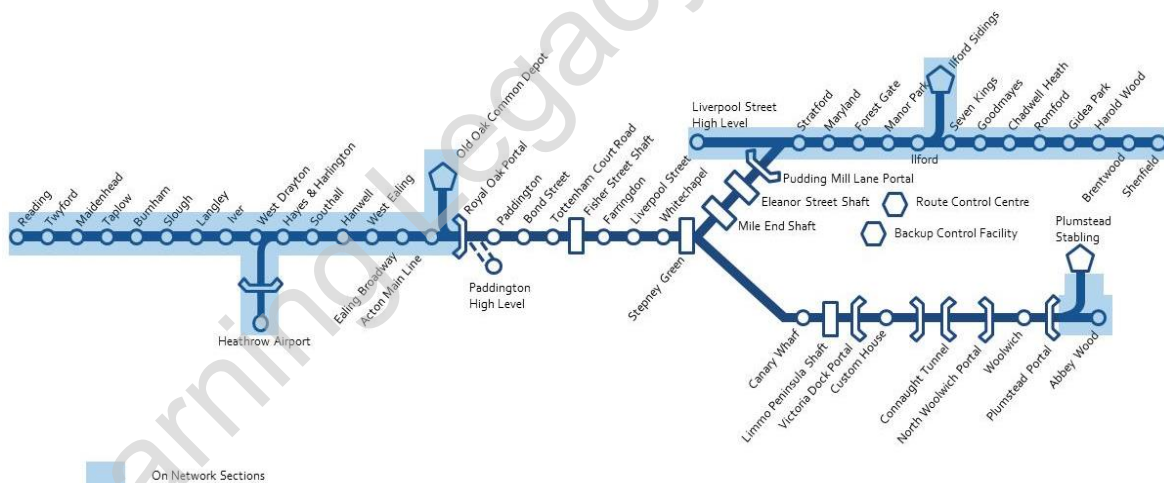 Reading
Twyford
Maidenhead
Taplow
Burnham
Slough
Langley
Iver
West Drayton
Hayes & Harlington
Southall
Hanwell
West Ealing
Ealing Broadway
Acton Main Line
Old Oak Common Depot
Royal Oak Portal
Heathrow Airport
Paddington
High Level
Paddington
Bond Street
Tottenham Court Road
Fisher Street Shaft
Farringdon
Liverpool Street
Whitechapel
Stepney Green
Liverpool Street
High Level
Mile End Shaft
Eleanor Street Shaft
Pudding Mill Lane Portal
Stratford
Maryland
Forest Gate
Manor Park
Ilford
Ilford Sidings
Seven Kings
Goodmayes
Chadwell Heath
Romford
Gidea Park
Harold Wood
Brentwood
Shenfield
Route Control Centre
Backup Control Facility
Plumstead
Stabling
Canary Wharf
Limmo Peninsula Shaft
Victoria Dock Portal
Custom House
Connaught Tunnel
North Woolwich Portal
Woolwich
Plumstead Portal
Abbey Wood
On Network Sections
arning Legacy